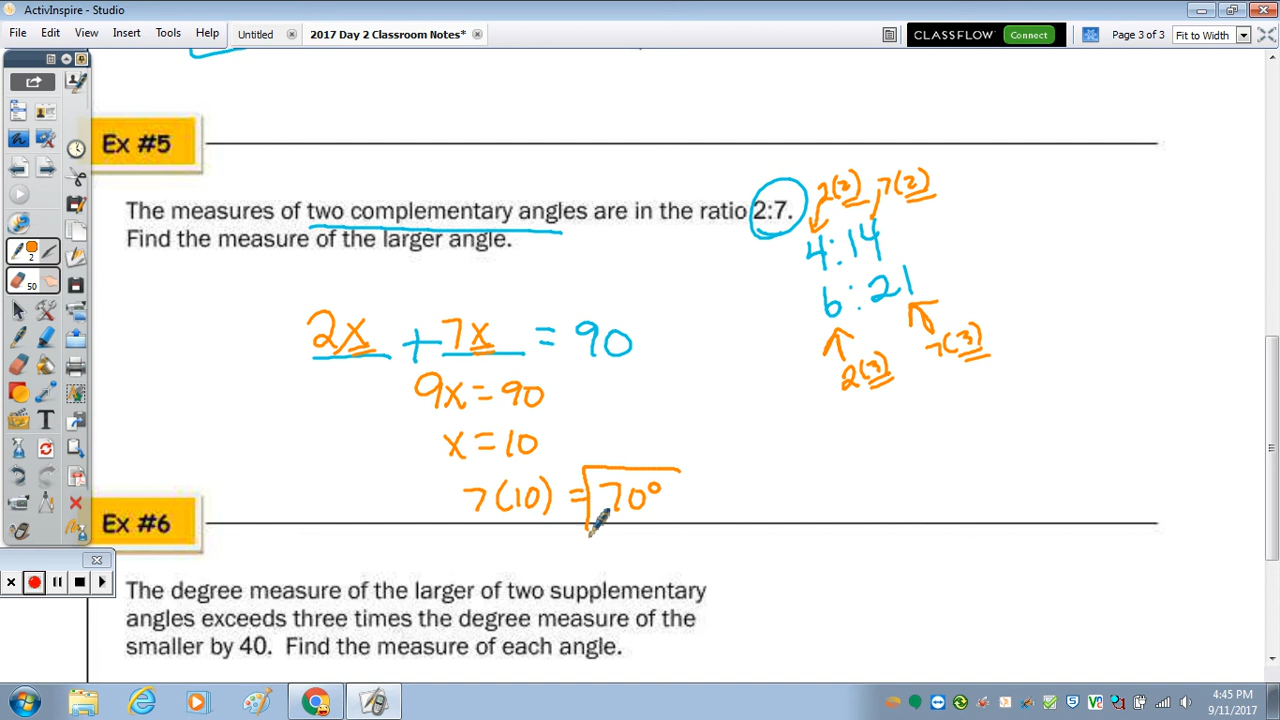 ActivInspire - Studio
File Edit View Insert Tools Help
Untitled
2017 Day 2 Classroom Notes*
CLASSFLOW Connect
Page 3 of 3
Fit to Width
Ex #5
The measures of two complementary angles are in the ratio 2:7.
Find the measure of the larger angle.
2(2) 7(2)
4:14
6:21
2(3) 7(3)
2x + 7x = 90
9x = 90
x = 10
7(10) = 70°
Ex #6
The degree measure of the larger of two supplementary
angles exceeds three times the degree measure of the
smaller by 40. Find the measure of each angle.
2
50
T
4:45 PM
9/11/2017